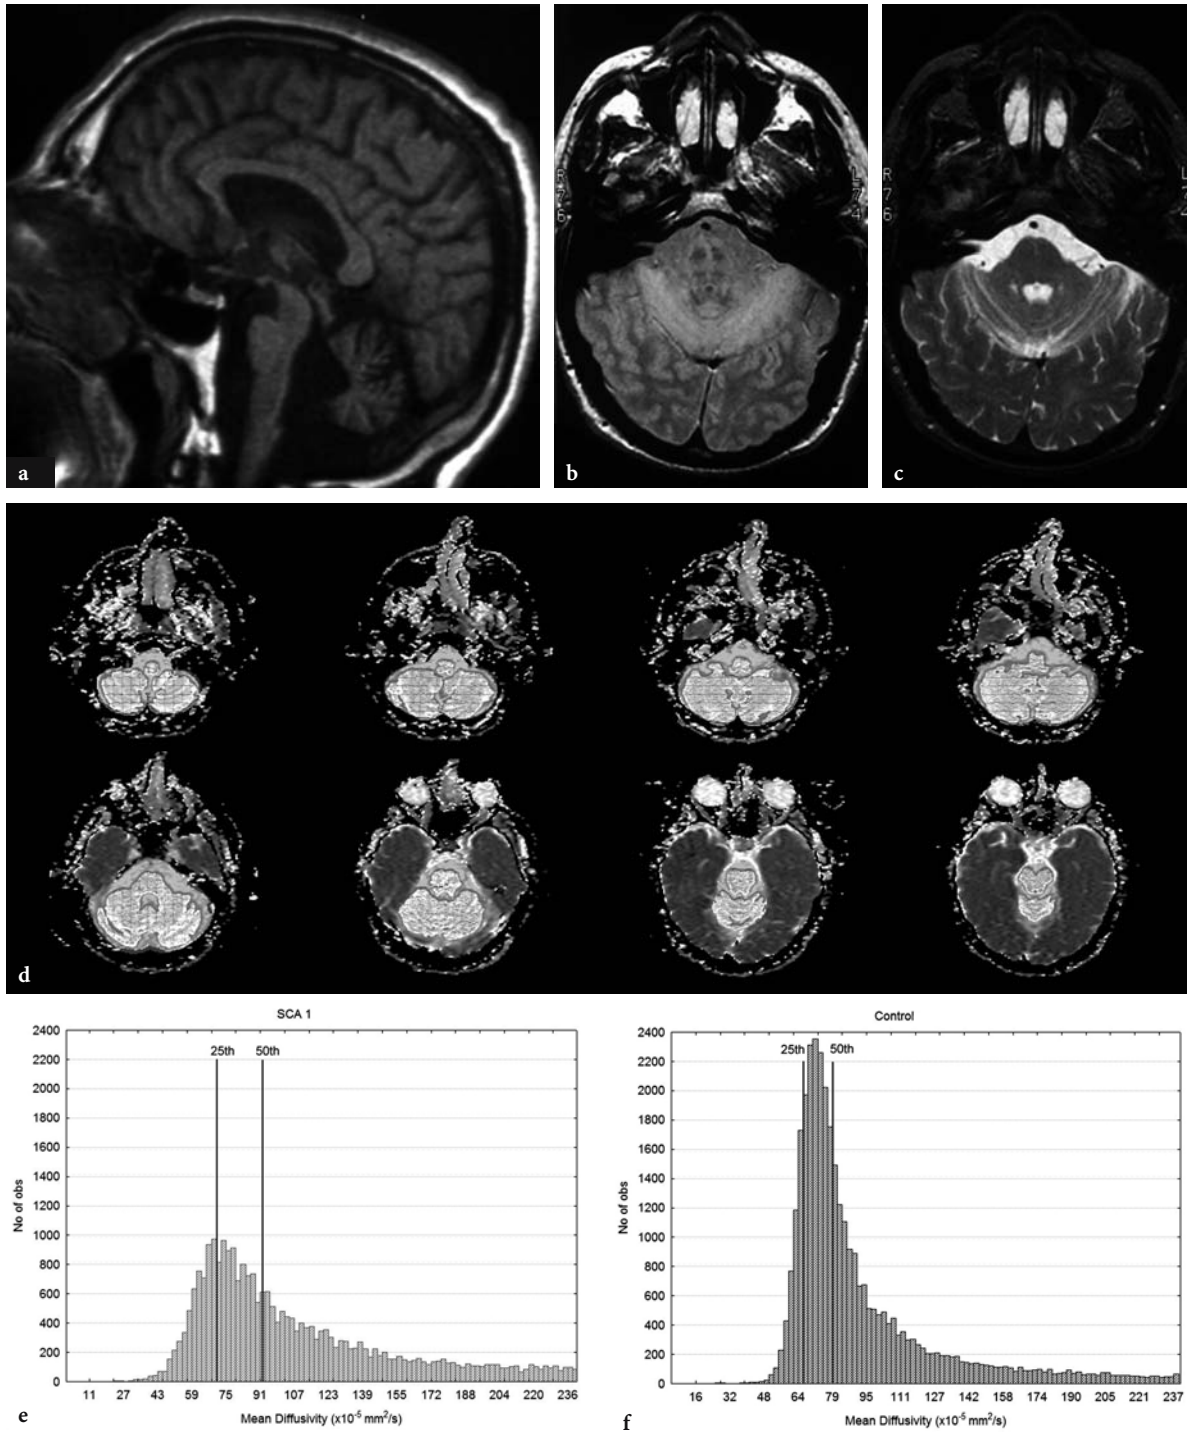 a
R
7
6
L
7
4
b
R
7
6
L
7
4
c
d
SCA 1
2400
2200
2000
1800
1600
1400
1200
1000
800
600
400
200
0
No of obs
25th 50th
11 27 43 59 75 91 107 123 139 155 172 188 204 220 236
Mean Diffusivity (x10⁻⁵ mm²/s)
e
Control
2400
2200
2000
1800
1600
1400
1200
1000
800
600
400
200
0
No of obs
25th 50th
16 32 48 64 79 95 111 127 142 158 174 190 205 221 237
Mean Diffusivity (x10⁻⁵ mm²/s)
f